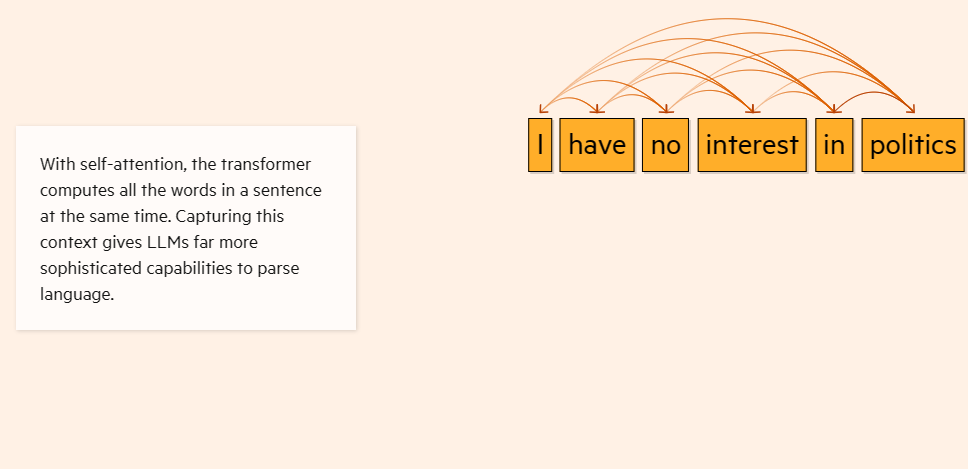 I have no interest in politics
With self-attention, the transformer
computes all the words in a sentence
at the same time. Capturing this
context gives LLMs far more
sophisticated capabilities to parse
language.